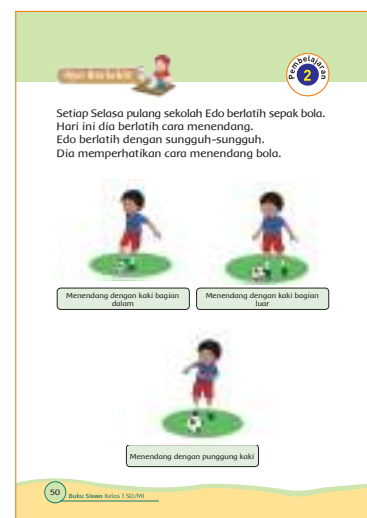 Ayo Berlatih
Pembelajaran
2
Setiap Selasa pulang sekolah Edo berlatih sepak bola.
Hari ini dia berlatih cara menendang.
Edo berlatih dengan sungguh-sungguh.
Dia memperhatikan cara menendang bola.
Menendang dengan kaki bagian
dalam
Menendang dengan kaki bagian
luar
Menendang dengan punggung kaki
50
Buku Siswa Kelas 1 SD/MI